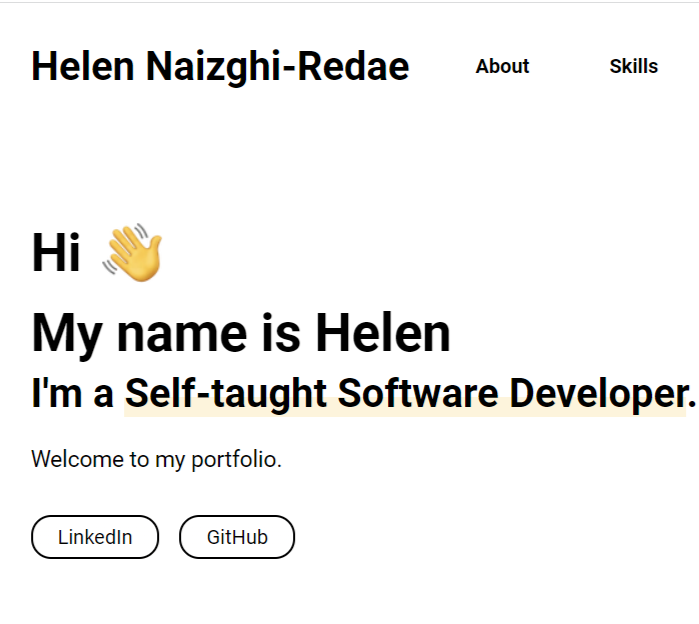 Helen Naizghi-Redae
About
Skills
Hi 👋
My name is Helen
I'm a Self-taught Software Developer.
Welcome to my portfolio.
LinkedIn
GitHub